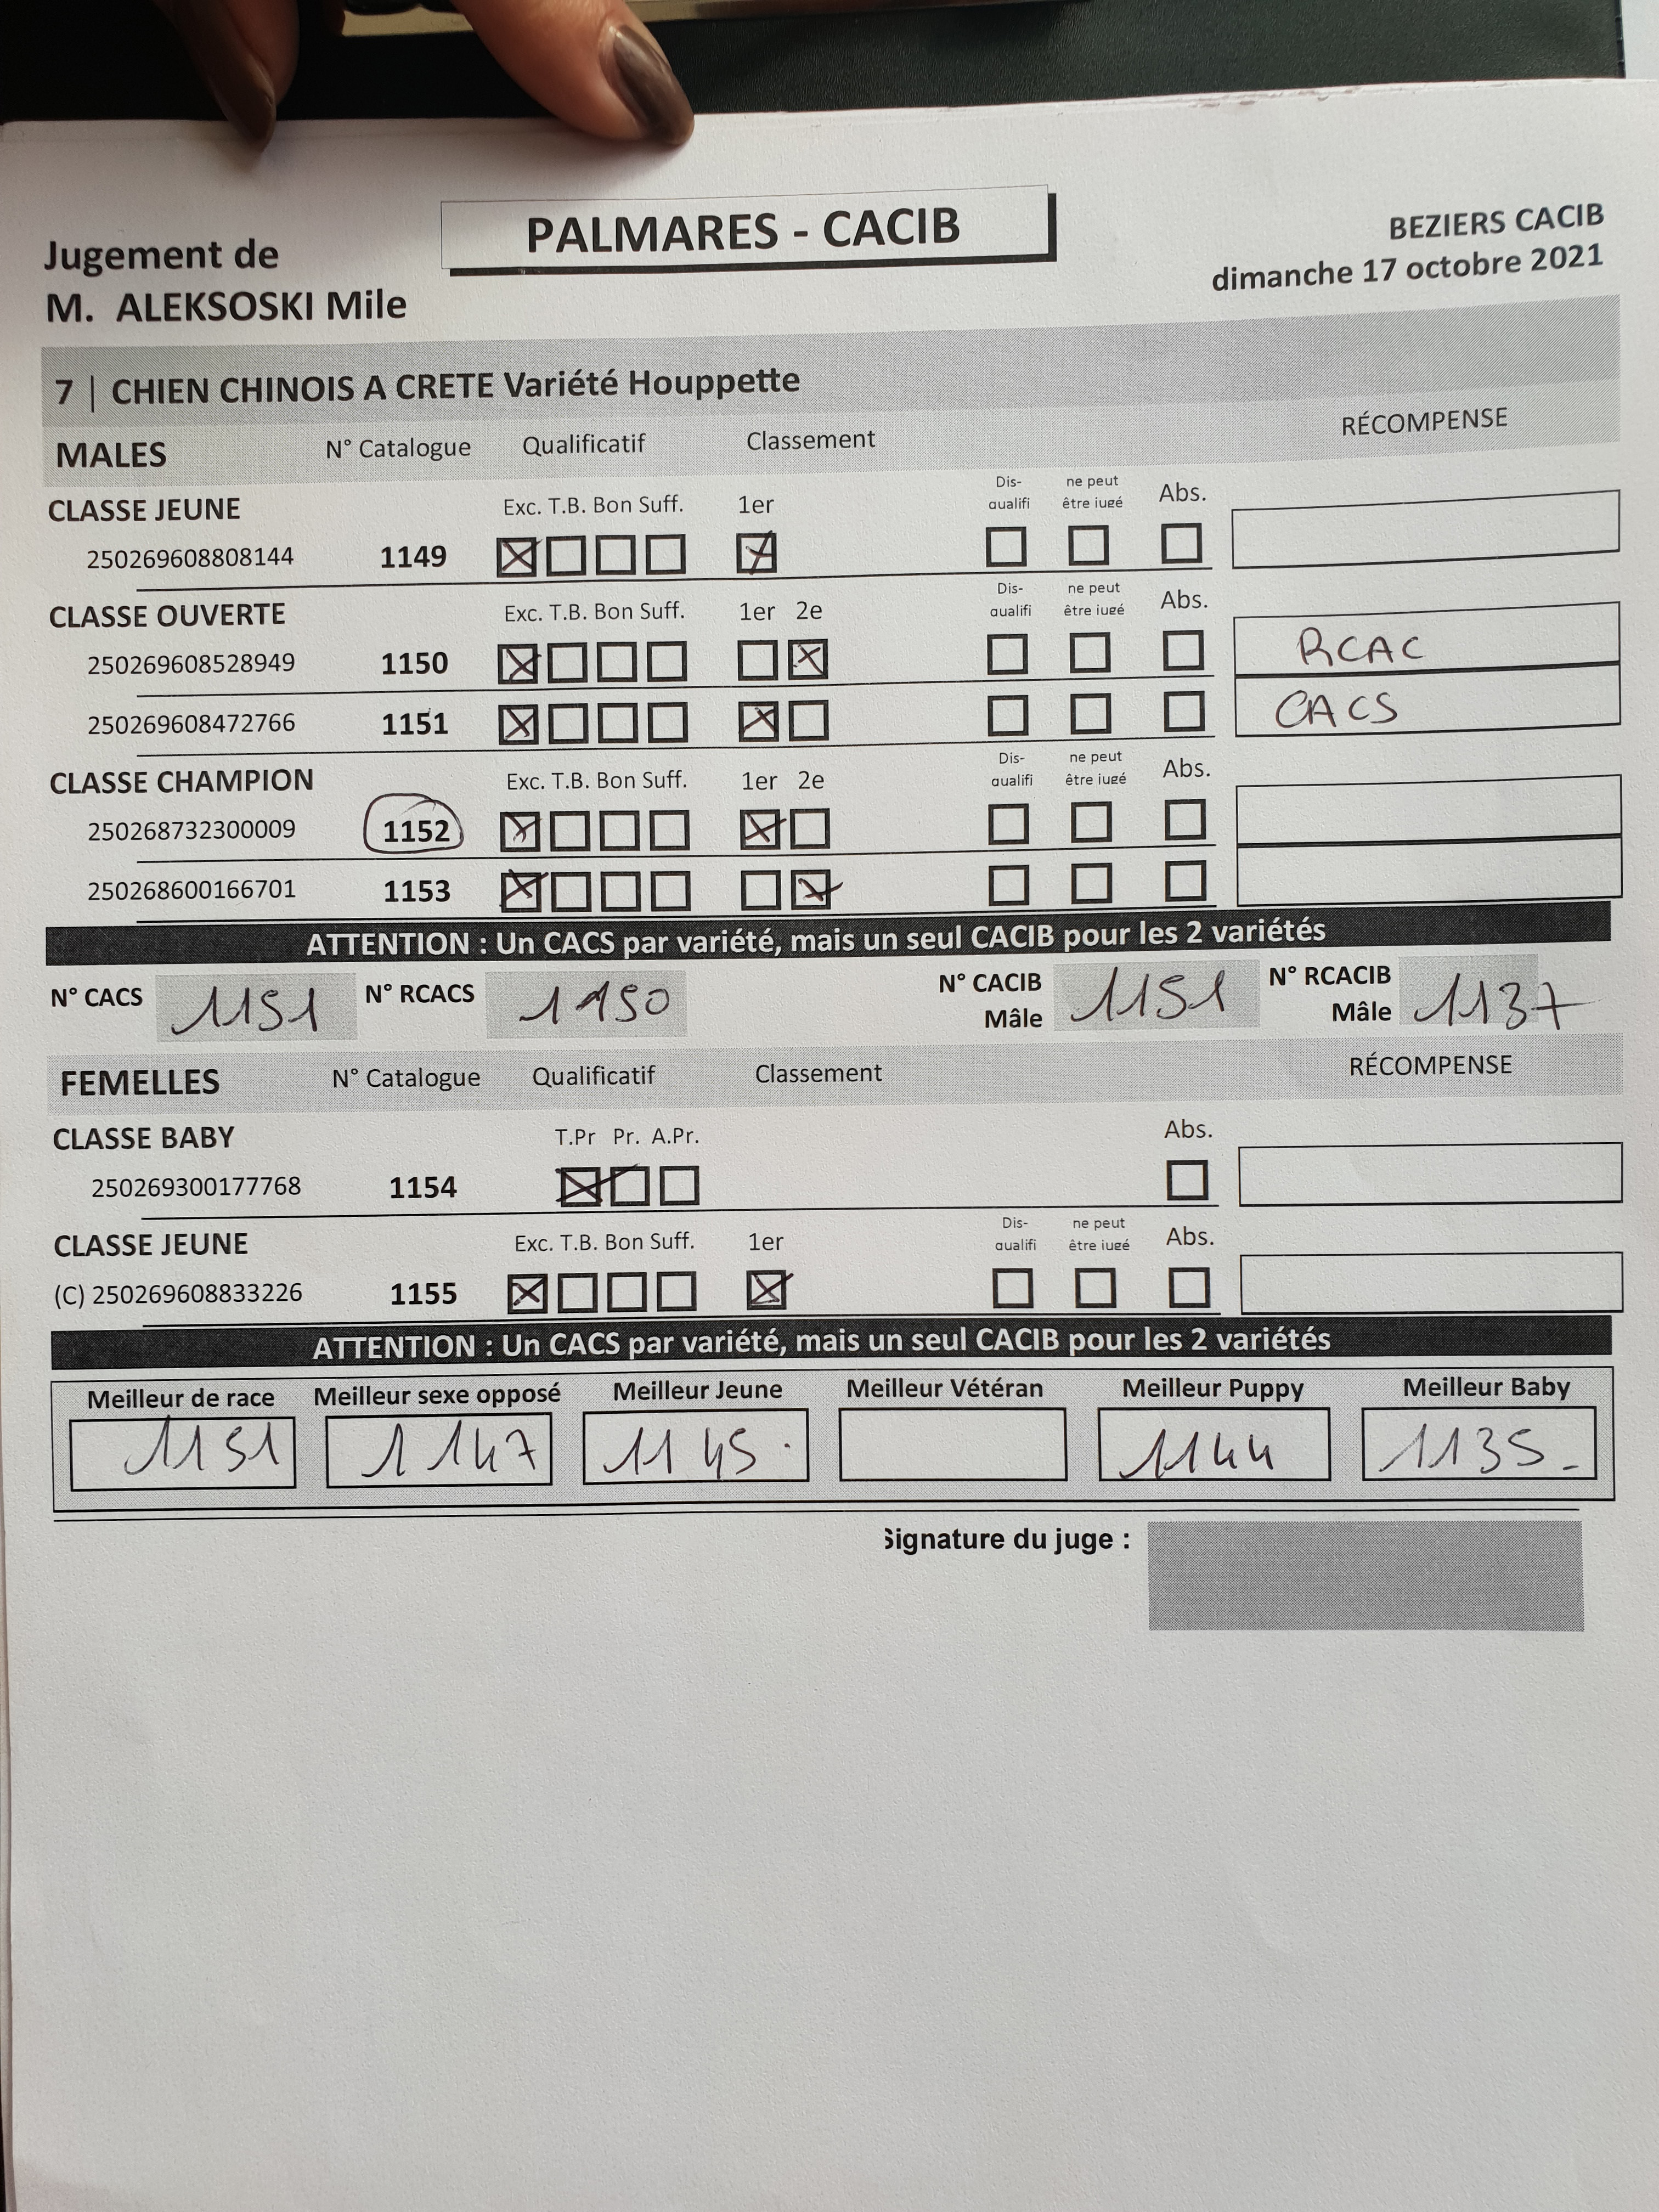 PALMARES - CACIB
Jugement de
M. ALEKSOSKI Mile
BEZIERS CACIB
dimanche 17 octobre 2021
7 | CHIEN CHINOIS A CRETE Variété Houppette
MALES N° Catalogue Qualificatif Classement RÉCOMPENSE
CLASSE JEUNE Exc. T.B. Bon Suff. 1er Dis-qualifi ne peut être jugé Abs.
250269608808144 1149
CLASSE OUVERTE Exc. T.B. Bon Suff. 1er 2e Dis-qualifi ne peut être jugé Abs.
250269608528949 1150 RCAC
250269608472766 1151 CACS
CLASSE CHAMPION Exc. T.B. Bon Suff. 1er 2e Dis-qualifi ne peut être jugé Abs.
250268732300009 1152
250268600166701 1153
ATTENTION : Un CACS par variété, mais un seul CACIB pour les 2 variétés
N° CACS 1151 N° RCACS 1150 N° CACIB Mâle 1151 N° RCACIB Mâle 1137
FEMELLES N° Catalogue Qualificatif Classement RÉCOMPENSE
CLASSE BABY T.Pr Pr. A.Pr. Abs.
250269300177768 1154
CLASSE JEUNE Exc. T.B. Bon Suff. 1er Dis-qualifi ne peut être jugé Abs.
(C) 250269608833226 1155
ATTENTION : Un CACS par variété, mais un seul CACIB pour les 2 variétés
Meilleur de race Meilleur sexe opposé Meilleur Jeune Meilleur Vétéran Meilleur Puppy Meilleur Baby
1151 1147 1145. 1144 1135_
Signature du juge :